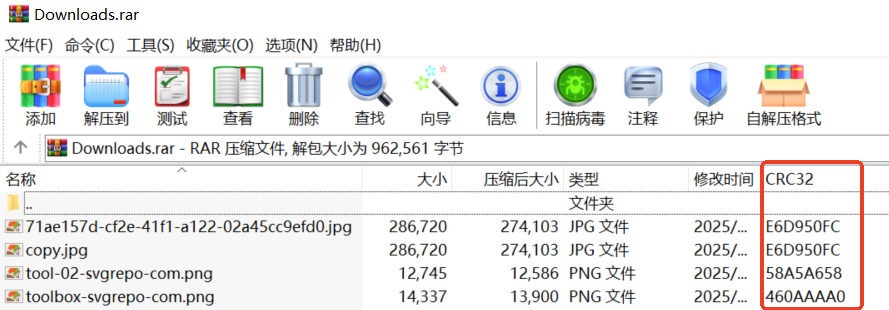 Downloads.rar
文件(F) 命令(C) 工具(S) 收藏夹(O) 选项(N) 帮助(H)
添加 解压到 测试 查看 删除 查找 向导 信息 扫描病毒 注释 保护 自解压格式
Downloads.rar - RAR 压缩文件, 解包大小为 962,561 字节
名称 大小 压缩后大小 类型 修改时间 CRC32
.. 文件夹
71ae157d-cf2e-41f1-a122-02a45cc9efd0.jpg 286,720 274,103 JPG 文件 2025/... E6D950FC
copy.jpg 286,720 274,103 JPG 文件 2025/... E6D950FC
tool-02-svgrepo-com.png 12,745 12,586 PNG 文件 2025/... 58A5A658
toolbox-svgrepo-com.png 14,337 13,900 PNG 文件 2025/... 460AAAA0